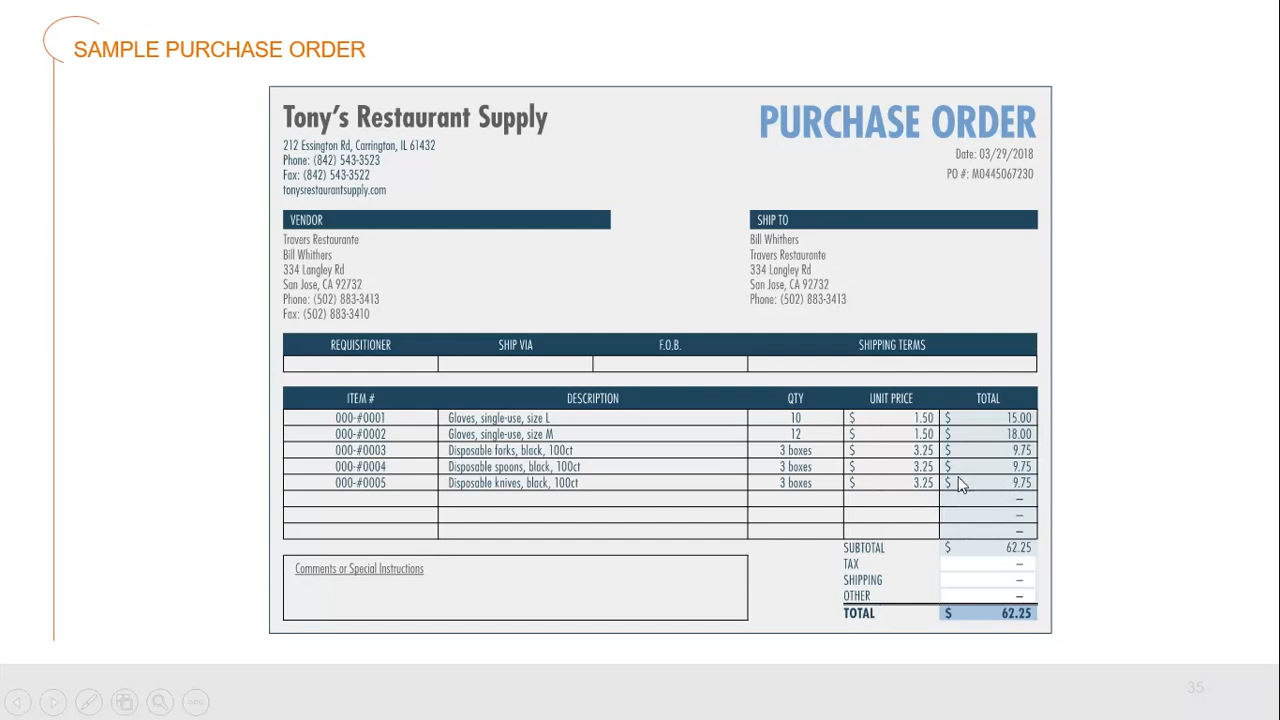 SAMPLE PURCHASE ORDER
Tony's Restaurant Supply
PURCHASE ORDER
212 Essington Rd, Carrington, IL 61432
Phone: (842) 543-3523
Fax: (842) 543-3522
tonysrestaurantsupply.com
Date: 03/29/2018
PO #: M0445067230
VENDOR
Travers Restaurante
Bill Whithers
334 Langley Rd
San Jose, CA 92732
Phone: (502) 883-3413
Fax: (502) 883-3410
SHIP TO
Bill Whithers
Travers Restaurante
334 Langley Rd
San Jose, CA 92732
Phone: (502) 883-3413
REQUISITIONER SHIP VIA F.O.B. SHIPPING TERMS
ITEM # DESCRIPTION QTY UNIT PRICE TOTAL
000-#0001 Gloves, single-use, size L 10 $ 1.50 $ 15.00
000-#0002 Gloves, single-use, size M 12 $ 1.50 $ 18.00
000-#0003 Disposable forks, black, 100ct 3 boxes $ 3.25 $ 9.75
000-#0004 Disposable spoons, black, 100ct 3 boxes $ 3.25 $ 9.75
000-#0005 Disposable knives, black, 100ct 3 boxes $ 3.25 $ 9.75
–
–
–
SUBTOTAL $ 62.25
TAX –
SHIPPING –
OTHER –
TOTAL $ 62.25
Comments or Special Instructions
35